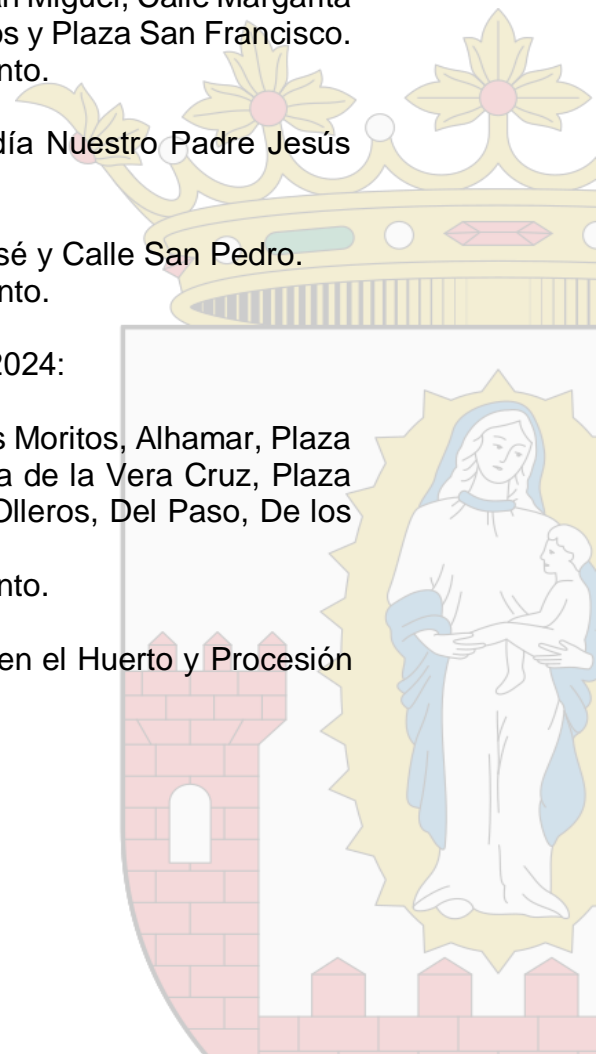 Miguel, Calle Margarita
os y Plaza San Francisco.
nto.
día Nuestro Padre Jesús
sé y Calle San Pedro.
nto.
2024:
s Moritos, Alhamar, Plaza
a de la Vera Cruz, Plaza
Olleros, Del Paso, De los
nto.
en el Huerto y Procesión